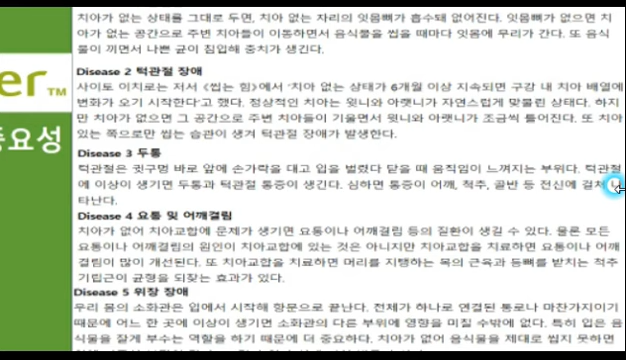 치아가 없는 상태를 그대로 두면, 치아 없는 자리의 잇몸뼈가 흡수돼 없어진다. 잇몸뼈가 없으면 치
아가 없는 공간으로 주변 치아들이 이동하면서 음식물을 씹을 때마다 잇몸에 무리가 간다. 또 음식
물이 끼면서 나쁜 균이 침입해 충치가 생긴다.
Disease 2 턱관절 장애
사이토 이치로는 저서 《씹는 힘》에서 '치아 없는 상태가 6개월 이상 지속되면 구강 내 치아 배열에
변화가 오기 시작한다'고 했다. 정상적인 치아는 윗니와 아랫니가 자연스럽게 맞물린 상태다. 하지
만 치아가 없으면 그 공간으로 주변 치아들이 기울면서 윗니와 아랫니가 조금씩 틀어진다. 또 치아
있는 쪽으로만 씹는 습관이 생겨 턱관절 장애가 발생한다.
er™
중요성
Disease 3 두통
턱관절은 귓구멍 바로 앞에 손가락을 대고 입을 벌렸다 닫을 때 움직임이 느껴지는 부위다. 턱관절
에 이상이 생기면 두통과 턱관절 통증이 생긴다. 심하면 통증이 어깨, 척추, 골반 등 전신에 걸쳐 나
타난다.
Disease 4 요통 및 어깨결림
치아가 없어 치아교합에 문제가 생기면 요통이나 어깨결림 등의 질환이 생길 수 있다. 물론 모든
요통이나 어깨결림의 원인이 치아교합에 있는 것은 아니지만 치아교합을 치료하면 요통이나 어깨
결림이 많이 개선된다. 또 치아교합을 치료하면 머리를 지탱하는 목의 근육과 등뼈를 받치는 척추
기립근이 균형을 되찾는 효과가 있다.
Disease 5 위장 장애
우리 몸의 소화관은 입에서 시작해 항문으로 끝난다. 전체가 하나로 연결된 통로나 마찬가지이기
때문에 어느 한 곳에 이상이 생기면 소화관의 다른 부위에 영향을 미칠 수밖에 없다. 특히 입은 음
식물을 잘게 부수는 역할을 하기 때문에 더 중요하다. 치아가 없어 음식물을 제대로 씹지 못하면